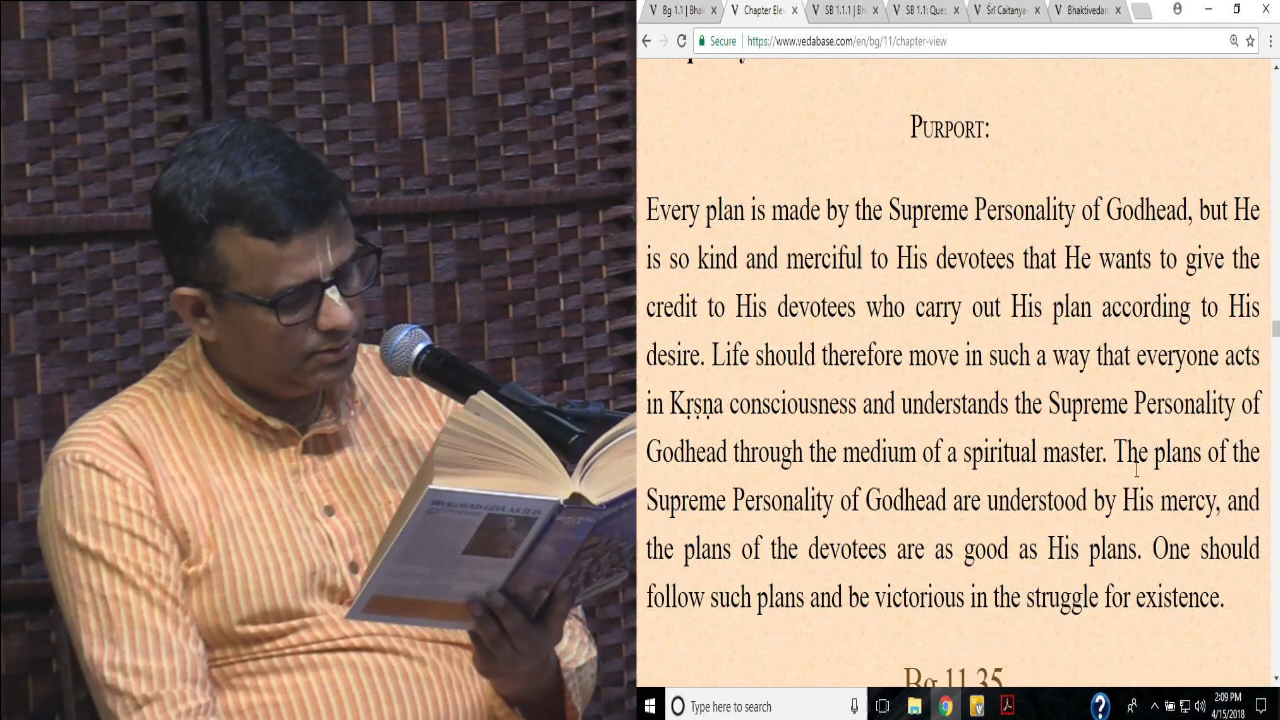 Bg 1.1 | Bha
Chapter Elev
SB 1.1.1 | Bh
SB 1.1: Ques
Śrī Caitanya-
Bhaktivedan
Secure
https://www.vedabase.com/en/bg/11/chapter-view
PURPORT:
Every plan is made by the Supreme Personality of Godhead, but He
is so kind and merciful to His devotees that He wants to give the
credit to His devotees who carry out His plan according to His
desire. Life should therefore move in such a way that everyone acts
in Kṛṣṇa consciousness and understands the Supreme Personality of
Godhead through the medium of a spiritual master. The plans of the
Supreme Personality of Godhead are understood by His mercy, and
the plans of the devotees are as good as His plans. One should
follow such plans and be victorious in the struggle for existence.
Bg 11.35
Type here to search
2:09 PM
4/15/2018
BHAGAVAD-GITA AS IT IS